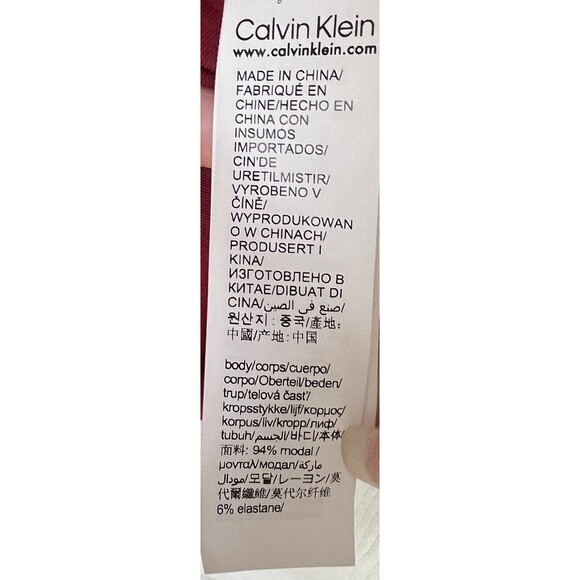 Calvin Klein
www.calvinklein.com
MADE IN CHINA/
FABRIQUÉ EN
CHINE/HECHO EN
CHINA CON
INSUMOS
IMPORTADOS/
CIN'DE
URETILMISTIR/
VYROBENO V
ČÍNĚ/
WYPRODUKOWAN
O W CHINACH/
PRODUSERT I
KINA/
ИЗГОТОВЛЕНО В
КИТАЕ/DIBUAT DI
CINA/صنع في الصين/
원산지 : 중국/產地:
中國/产地: 中国
body/corps/cuerpo/
corpo/Oberteil/beden/
trup/telová časť/
kropsstykke/lijf/κορμος/
korpus/liv/kropp/лиф/
tubuh/الجسم/바디/本体/
面料: 94% modal /
μονταλ/модал/ماركة/
مودال/모달/レーヨン/莫
代爾纖維/莫代尔纤维
6% elastane/